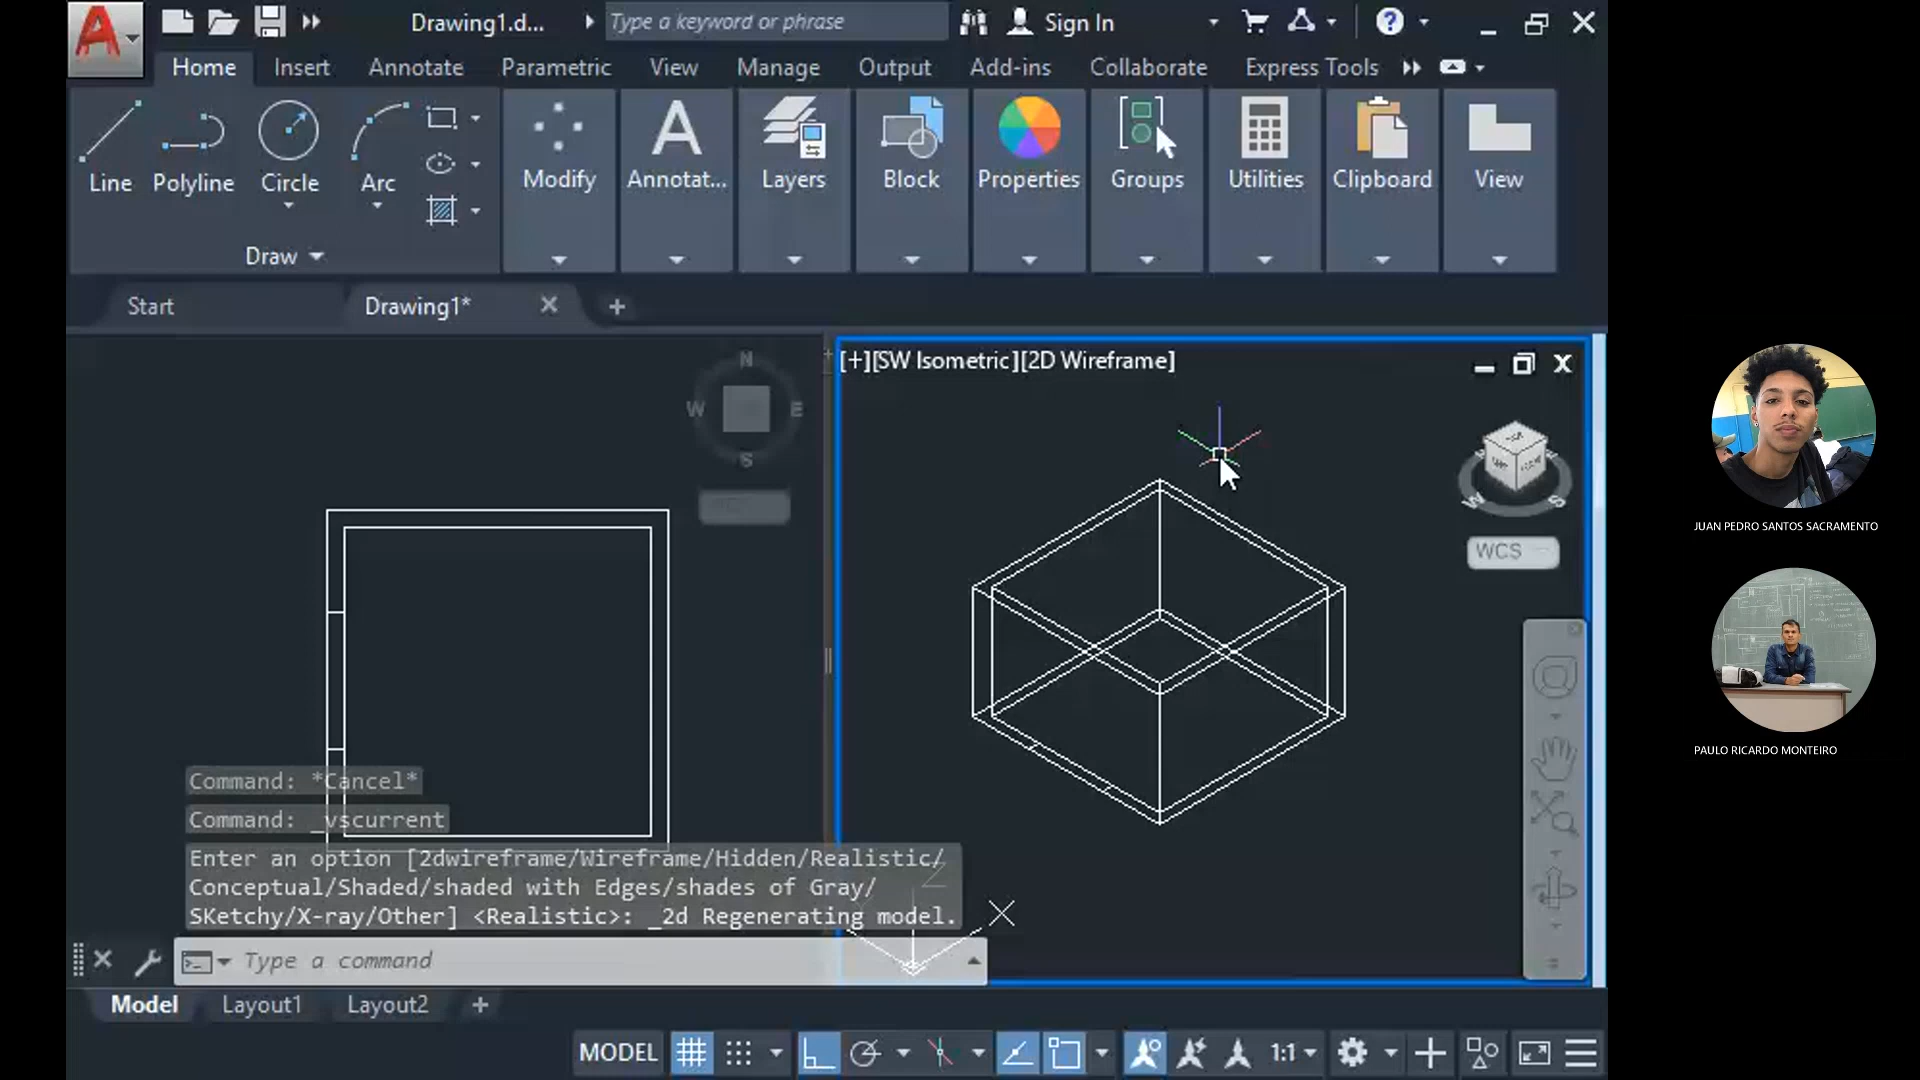 Drawing1.d...
Type a keyword or phrase
Sign In
Home
Insert
Annotate
Parametric
View
Manage
Output
Add-ins
Collaborate
Express Tools
Line
Polyline
Circle
Arc
Modify
Annotat...
Layers
Block
Properties
Groups
Utilities
Clipboard
View
Draw
Start
Drawing1*
[+][SW Isometric][2D Wireframe]
N
W
E
S
W
S
WCS
JUAN PEDRO SANTOS SACRAMENTO
PAULO RICARDO MONTEIRO
Command: *Cancel*
Command: _vscurrent
Enter an option [2dwireframe/Wireframe/Hidden/Realistic/
Conceptual/Shaded/shaded with Edges/shades of Gray/
SKetchy/X-ray/Other] <Realistic>: _2d Regenerating model.
Z
X
Type a command
Model
Layout1
Layout2
MODEL
1:1